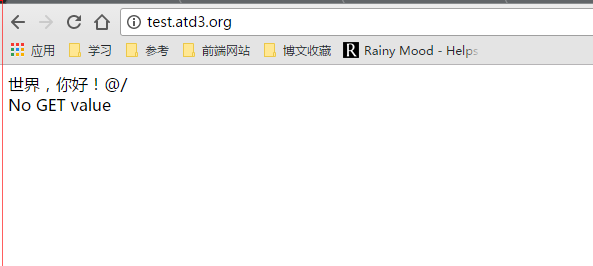 test.atd3.org
应用 学习 参考 前端网站 博文收藏 R Rainy Mood - Helps
世界，你好！@/
No GET value